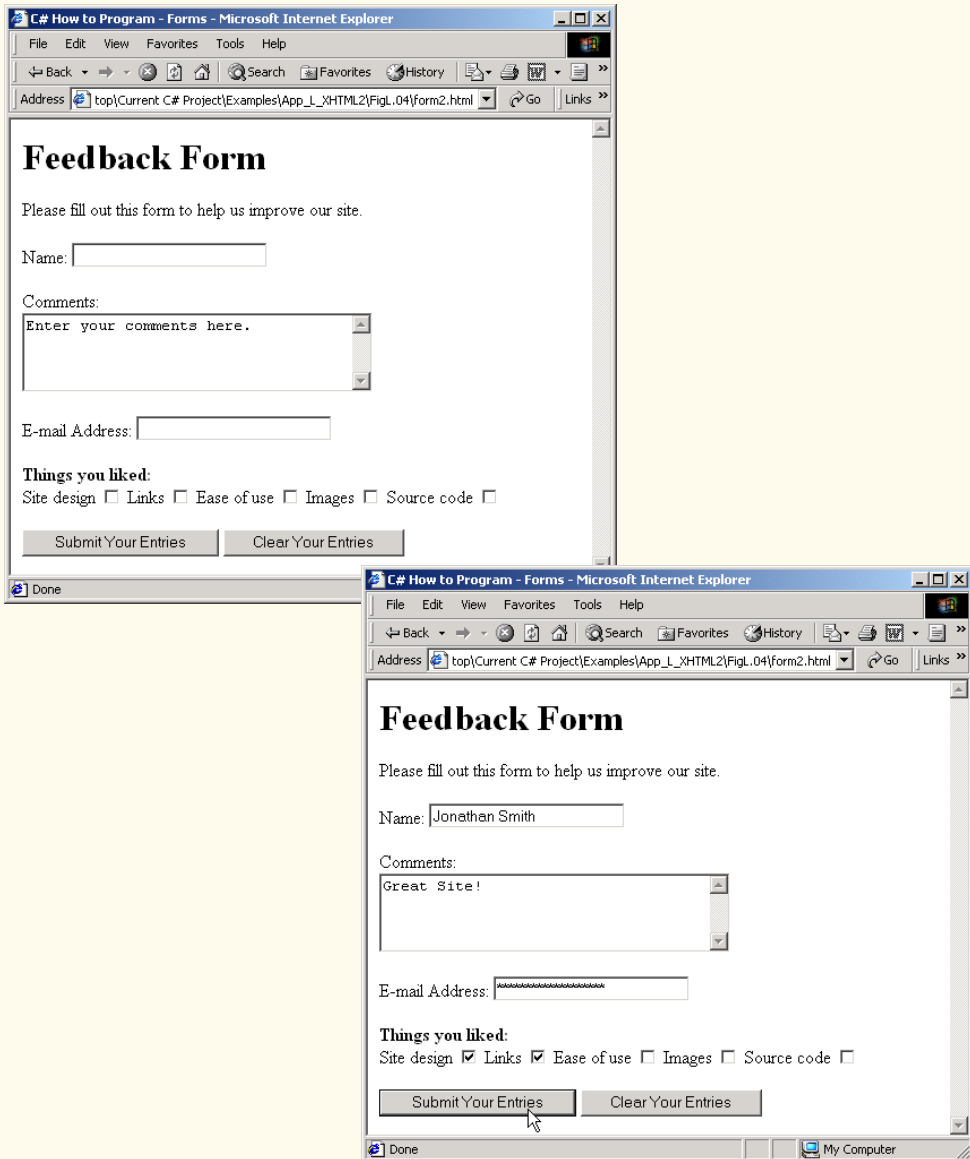 C# How to Program - Forms - Microsoft Internet Explorer
File Edit View Favorites Tools Help
Back Search Favorites History
Address top\Current C# Project\Examples\App_L_XHTML2\FigL.04\form2.html Go Links »
Feedback Form
Please fill out this form to help us improve our site.
Name:
Comments:
Enter your comments here.
E-mail Address:
Things you liked:
Site design Links Ease of use Images Source code
Submit Your Entries Clear Your Entries
Done
C# How to Program - Forms - Microsoft Internet Explorer
File Edit View Favorites Tools Help
Back Search Favorites History
Address top\Current C# Project\Examples\App_L_XHTML2\FigL.04\form2.html Go Links »
Feedback Form
Please fill out this form to help us improve our site.
Name: Jonathan Smith
Comments:
Great Site!
E-mail Address: ********************
Things you liked:
Site design Links Ease of use Images Source code
Submit Your Entries Clear Your Entries
Done My Computer